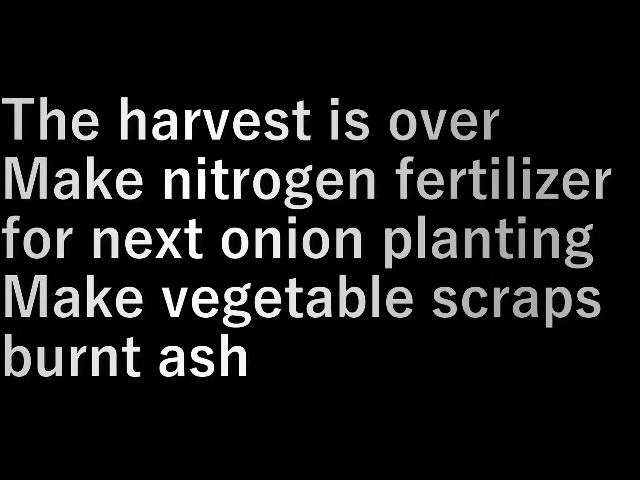 The harvest is over
Make nitrogen fertilizer
for next onion planting
Make vegetable scraps
burnt ash